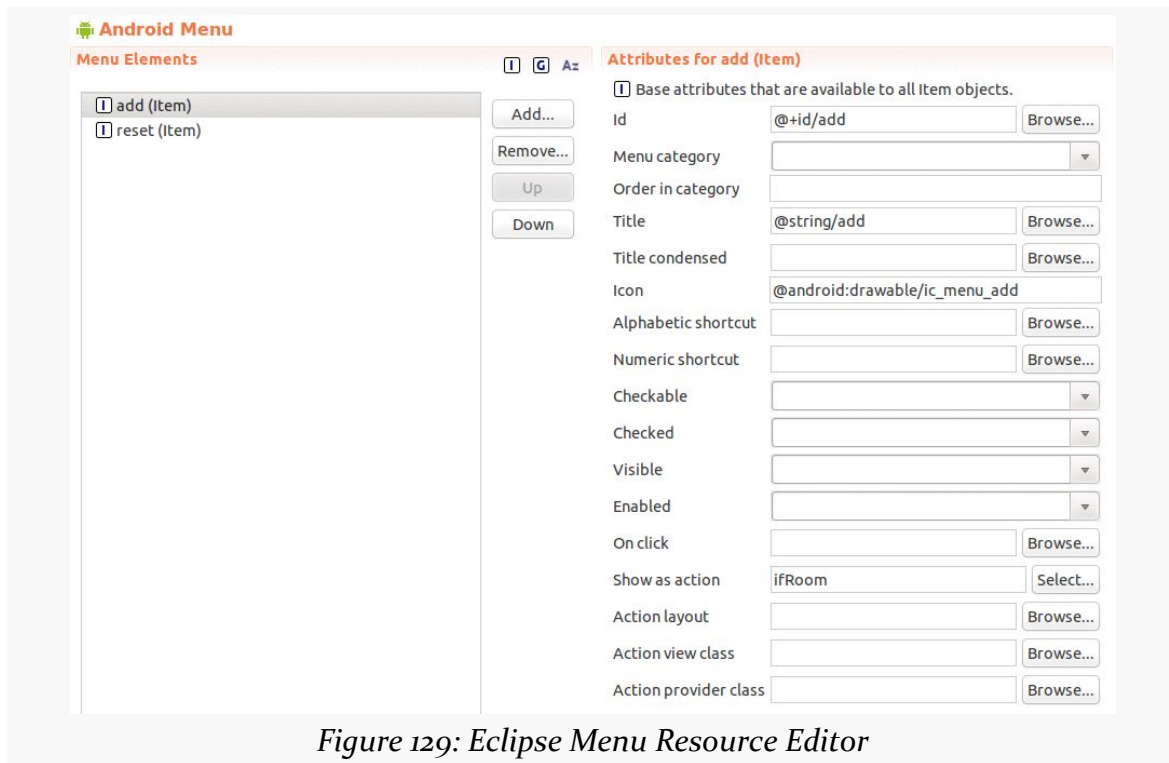 Android Menu
Menu Elements
I G Az
add (Item)
reset (Item)
Add...
Remove...
Up
Down
Attributes for add (Item)
I Base attributes that are available to all Item objects.
Id @+id/add Browse...
Menu category
Order in category
Title @string/add Browse...
Title condensed Browse...
Icon @android:drawable/ic_menu_add
Alphabetic shortcut Browse...
Numeric shortcut Browse...
Checkable
Checked
Visible
Enabled
On click Browse...
Show as action ifRoom Select...
Action layout Browse...
Action view class Browse...
Action provider class Browse...
Figure 129: Eclipse Menu Resource Editor